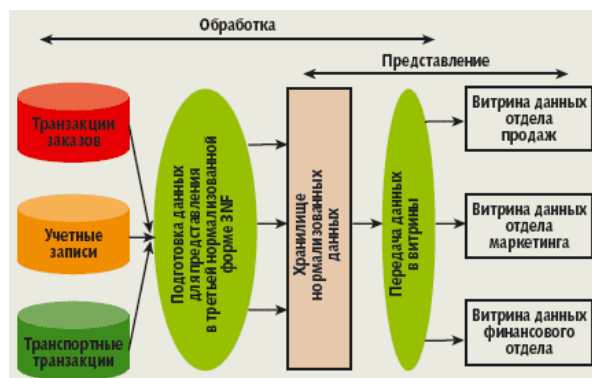 Обработка
Представление
Транзакции
заказов
Учетные
записи
Транспортные
транзакции
Подготовка данных
для представления
в третьей нормализованной
форме 3NF
Хранилище
нормализованных
данных
Передача данных
в витрины
Витрина данных
отдела
продаж
Витрина данных
отдела
маркетинга
Витрина данных
финансового
отдела